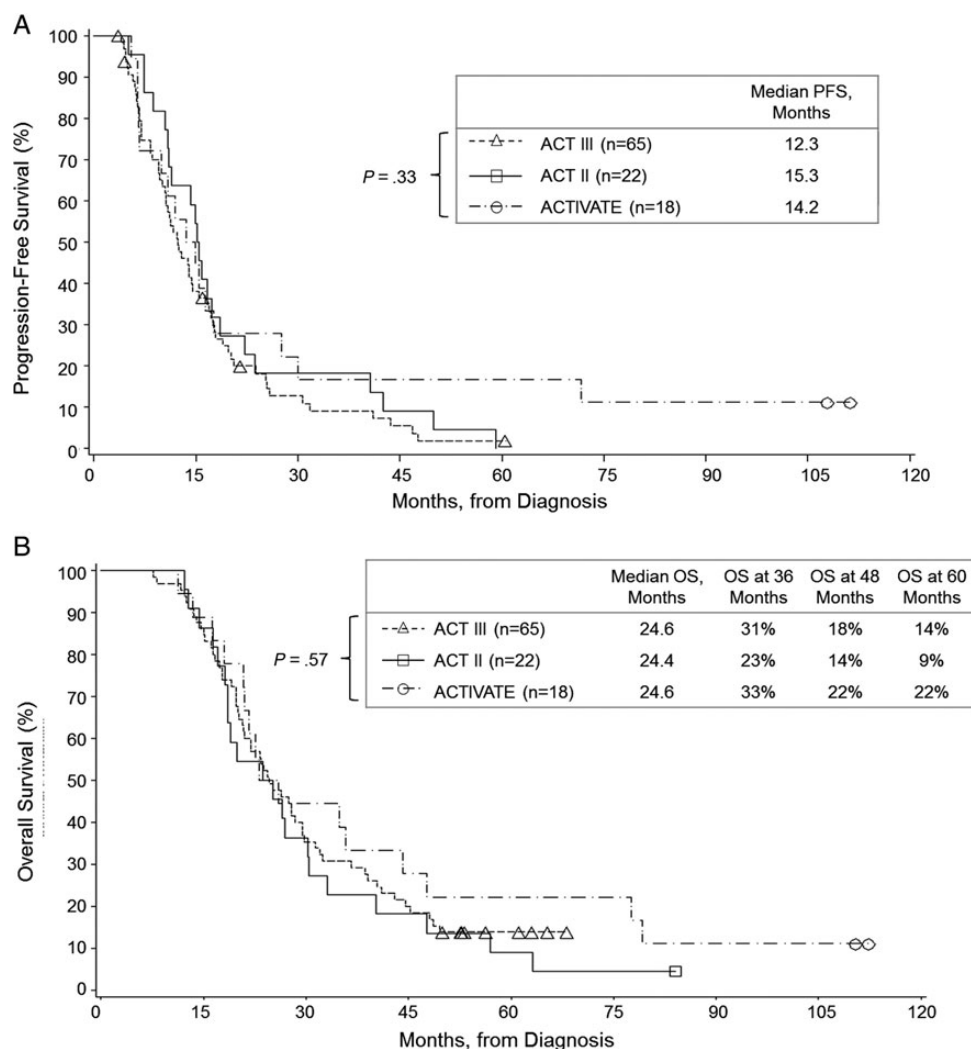 A
Progression-Free Survival (%)
100
90
80
70
60
50
40
30
20
10
0
Median PFS,
Months
P = .33
ACT III (n=65) 12.3
ACT II (n=22) 15.3
ACTIVATE (n=18) 14.2
0 15 30 45 60 75 90 105 120
Months, from Diagnosis
B
Overall Survival (%)
100
90
80
70
60
50
40
30
20
10
0
Median OS, OS at 36 OS at 48 OS at 60
Months Months Months Months
P = .57
ACT III (n=65) 24.6 31% 18% 14%
ACT II (n=22) 24.4 23% 14% 9%
ACTIVATE (n=18) 24.6 33% 22% 22%
0 15 30 45 60 75 90 105 120
Months, from Diagnosis